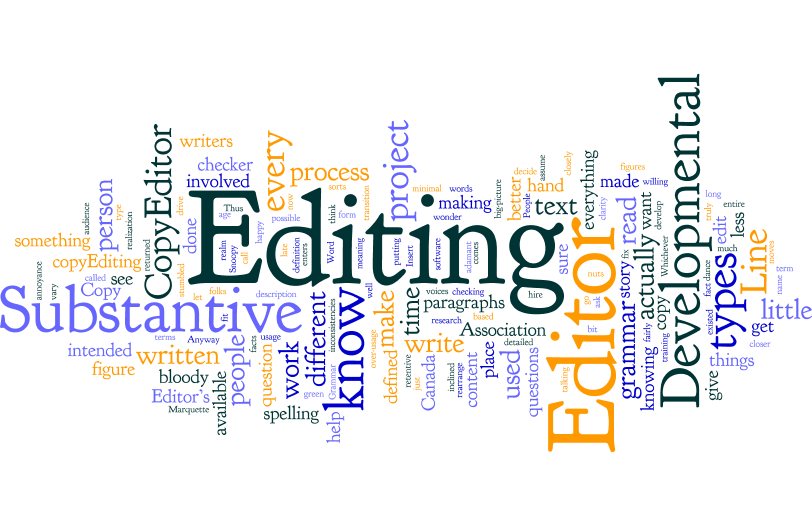 Editing
Editor
Developmental
Substantive
know
CopyEditor
types
Line
project
every
process
writers
checker
involved
person
something
copyEditing
Copy
called
see
done
returned
audience
type
realization
annoyance
vary
stumbled
let
drive
age
Thus
realm
Snoopy
call
happy
now
possible
late
definition
enters
sorts
think
form
Word
transition
meaning
putting
minimal
words
making
wonder
Insert
software
adamant
comes
big-picture
better
decide
People
hand
assume
closely
text
everything
clarity
made
figures
willing
read
want
actually
develop
story
fix
Whichever
training
copy
fairly
knowing
grammar
sure
nuts
go
ask
bit
talking
hire
truly
long
edit
entire
less
much
fact
dance
existed
moves
term
name
little
get
closer
things
give
description
fit
well
terms
Anyway
intended
figure
written
bloody
Marquette
Editor's
available
people
facts
usage
question
spelling
green
work
different
Grammar
inconsistencies
help
over-usage
make
defined
time
retentive
just
voices
checking
paragraphs
research
based
Association
detailed
write
Canada
inclined
rearrange
content
place
used
questions